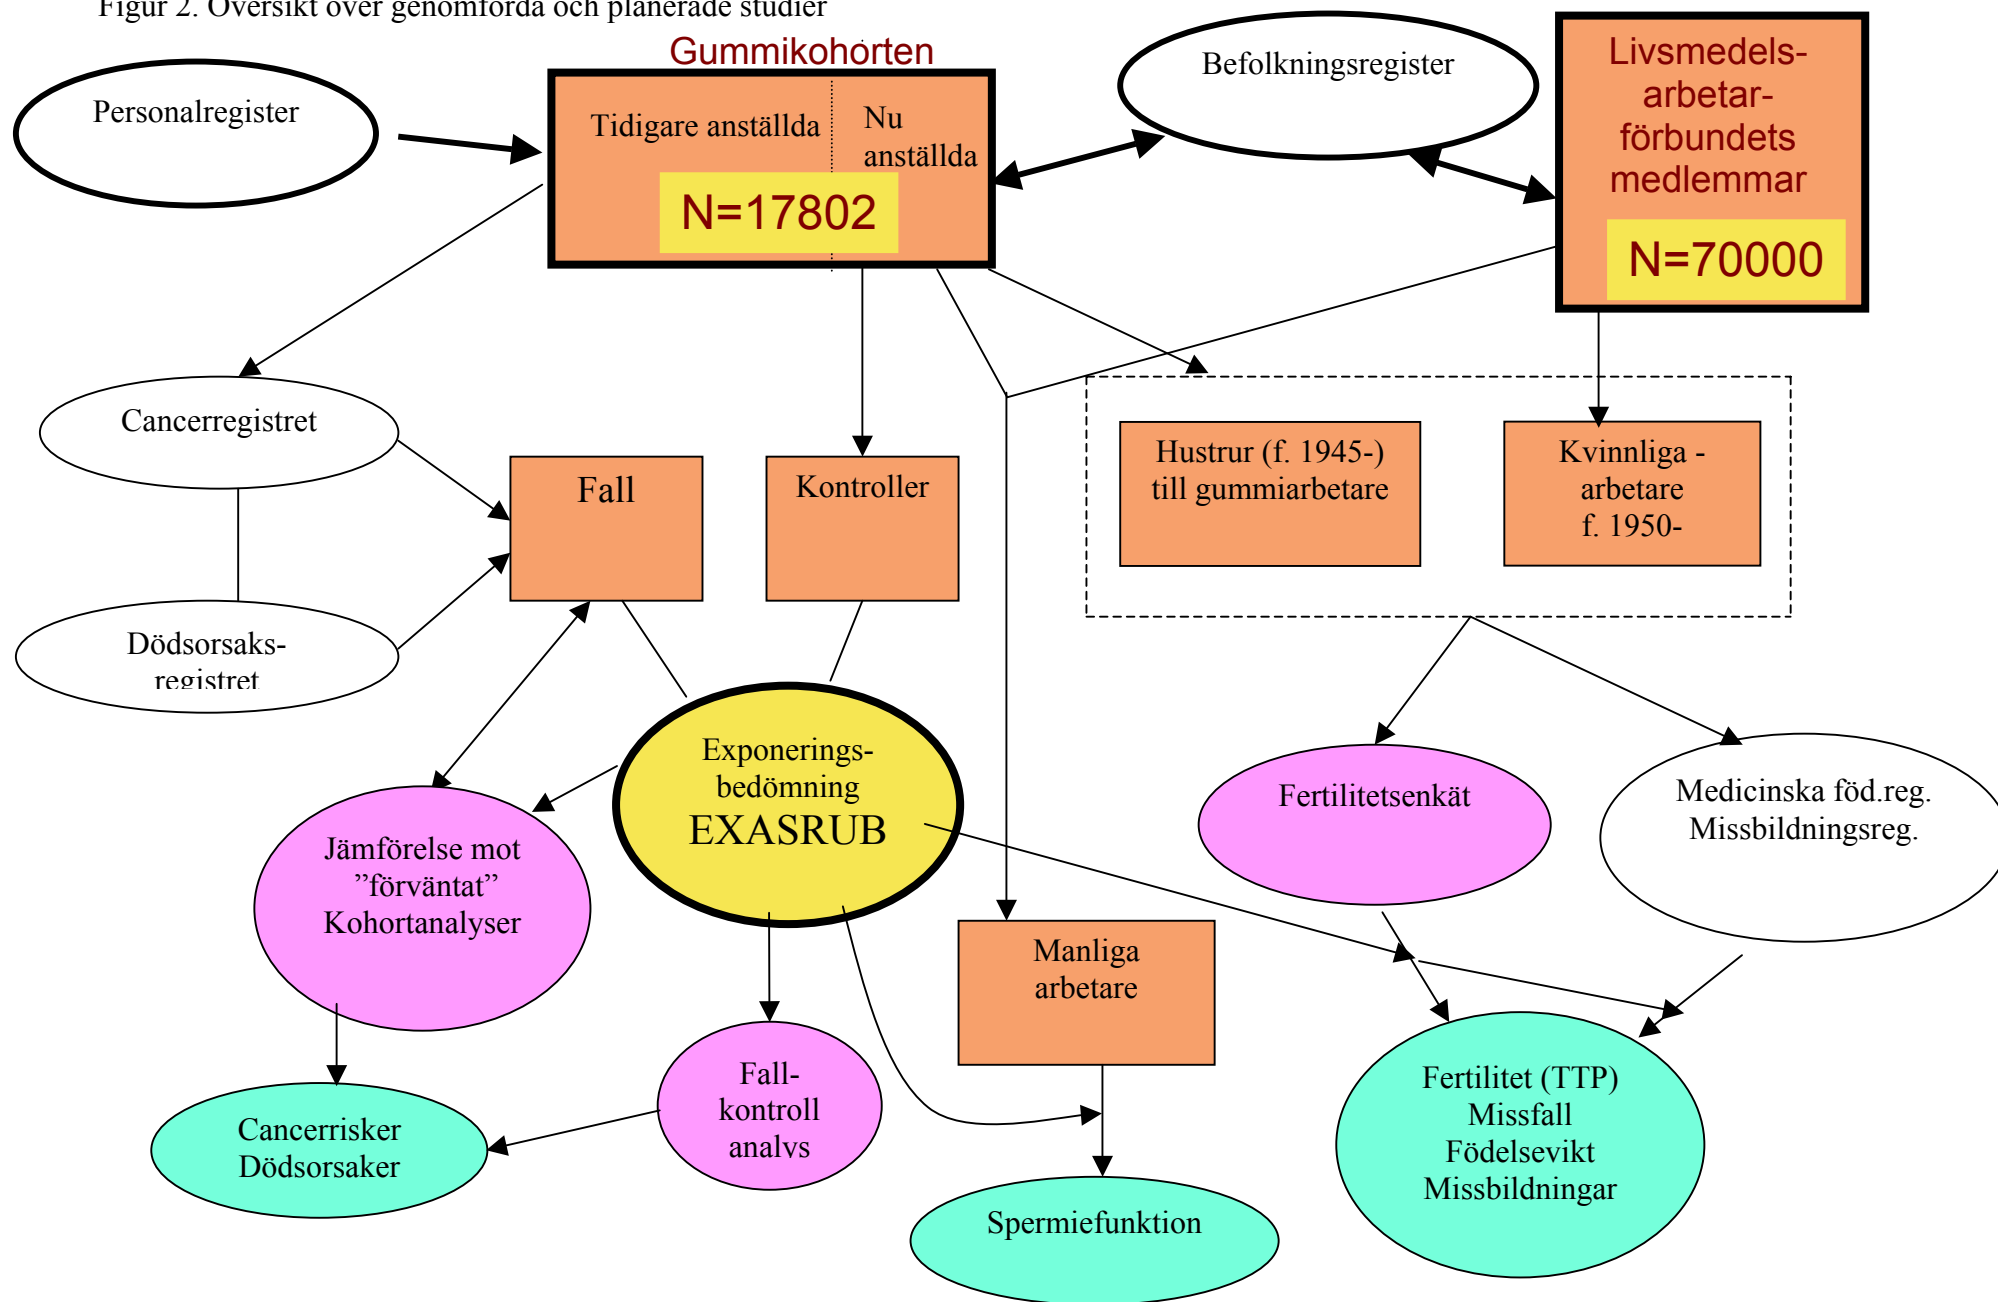 Figur 2. Översikt över genomförda och planerade studier
Gummikohorten
Personalregister
Tidigare anställda
Nu
anställda
N=17802
Befolkningsregister
Livsmedels-
arbetar-
förbundets
medlemmar
N=70000
Cancerregistret
Fall
Kontroller
Hustrur (f. 1945-)
till gummiarbetare
Kvinnliga -
arbetare
f. 1950-
Dödsorsaks-
registret
Exponerings-
bedömning
EXASRUB
Fertilitetsenkät
Medicinska föd.reg.
Missbildningsreg.
Jämförelse mot
”förväntat”
Kohortanalyser
Manliga
arbetare
Fall-
kontroll
analys
Cancerrisker
Dödsorsaker
Fertilitet (TTP)
Missfall
Födelsevikt
Missbildningar
Spermiefunktion